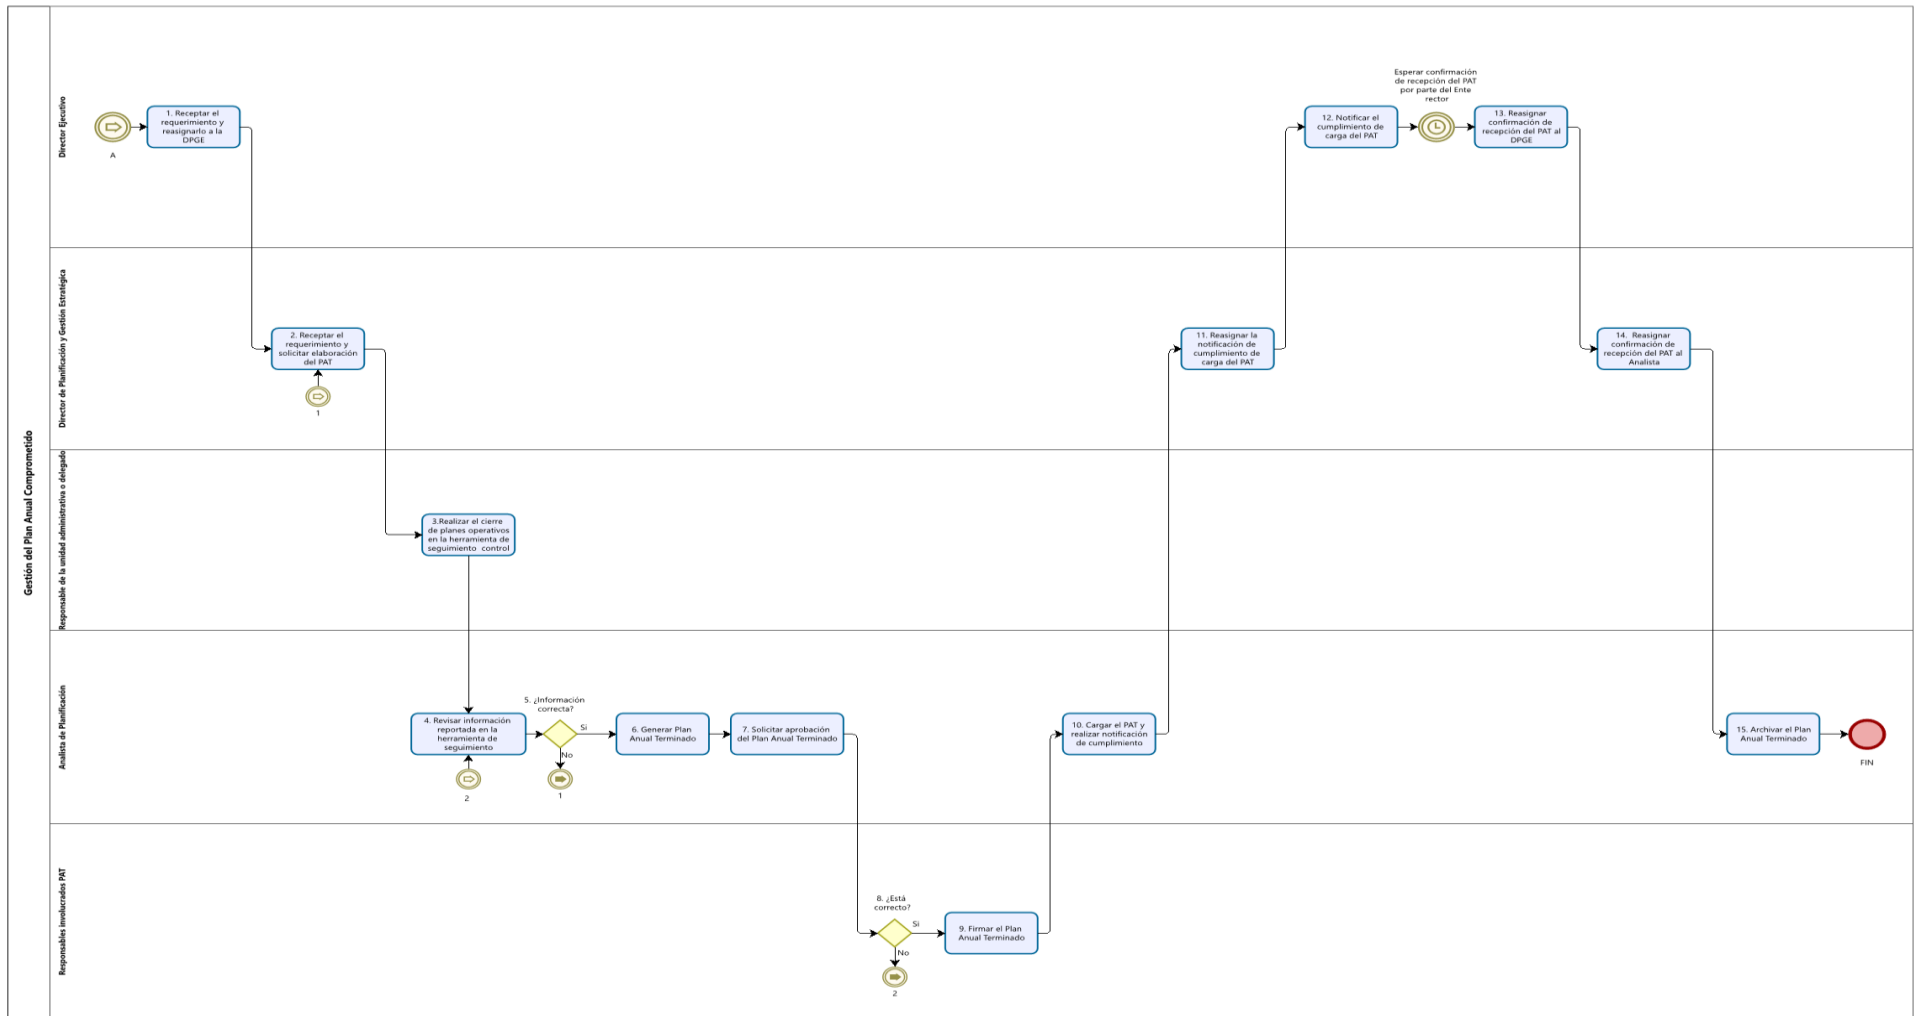 Gestión del Plan Anual Comprometido
Director Ejecutivo
A
1. Receptar el
requerimiento y
reasignarlo a la
DPGE
12. Notificar el
cumplimiento de
carga del PAT
Esperar confirmación
de recepción del PAT
por parte del Ente
rector
13. Reasignar
confirmación de
recepción del PAT al
DPGE
Director de Planificación y Gestión Estratégica
2. Receptar el
requerimiento y
solicitar elaboración
del PAT
1
11. Reasignar la
notificación de
cumplimiento de
carga del PAT
14. Reasignar
confirmación de
recepción del PAT al
Analista
Responsable de la unidad administrativa o delegado
3.Realizar el cierre
de planes operativos
en la herramienta de
seguimiento control
Analista de Planificación
4. Revisar información
reportada en la
herramienta de
seguimiento
2
5. ¿Información
correcta?
Si
No
1
6. Generar Plan
Anual Terminado
7. Solicitar aprobación
del Plan Anual Terminado
10. Cargar el PAT y
realizar notificación
de cumplimiento
15. Archivar el Plan
Anual Terminado
FIN
Responsables involucrados PAT
8. ¿Está
correcto?
Si
No
2
9. Firmar el Plan
Anual Terminado